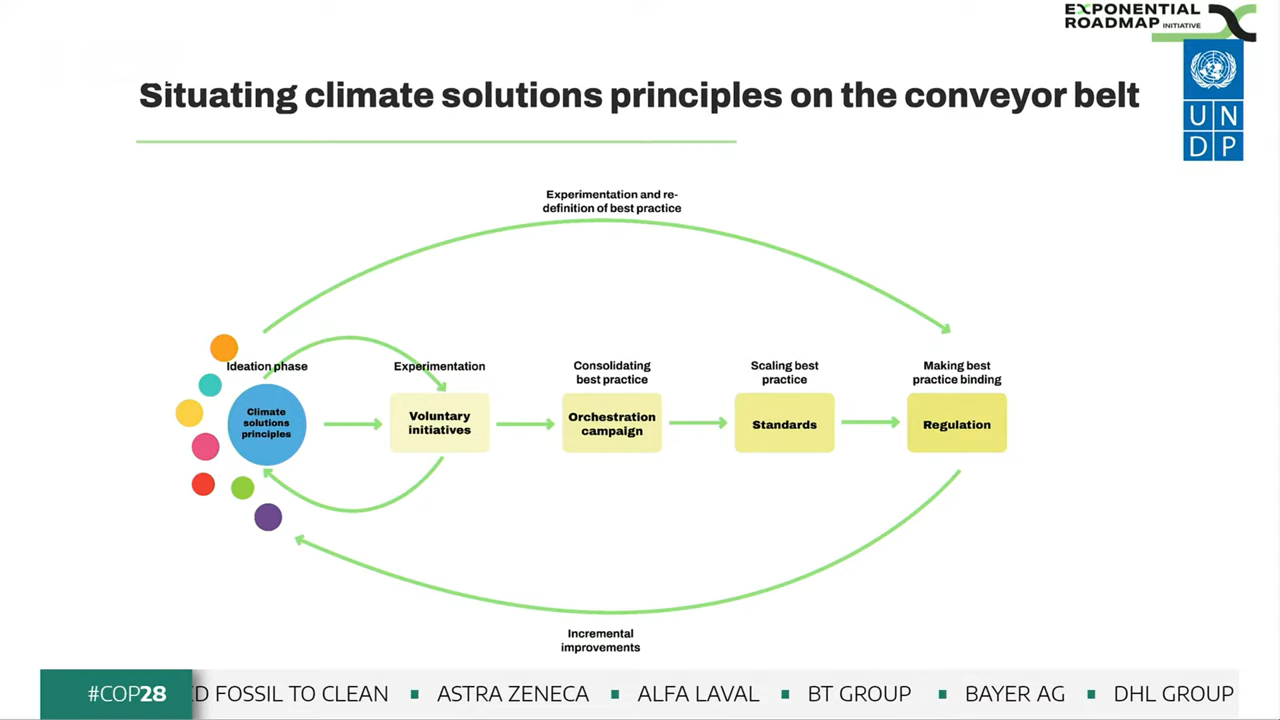 EXPONENTIAL
ROADMAP INITIATIVE
UN
DP
Situating climate solutions principles on the conveyor belt
Experimentation and re-
definition of best practice
Ideation phase
Experimentation
Consolidating
best practice
Scaling best
practice
Making best
practice binding
Climate
solutions
principles
Voluntary
initiatives
Orchestration
campaign
Standards
Regulation
Incremental
improvements
#COP28
D FOSSIL TO CLEAN ▪ ASTRA ZENECA ▪ ALFA LAVAL ▪ BT GROUP ▪ BAYER AG ▪ DHL GROUP